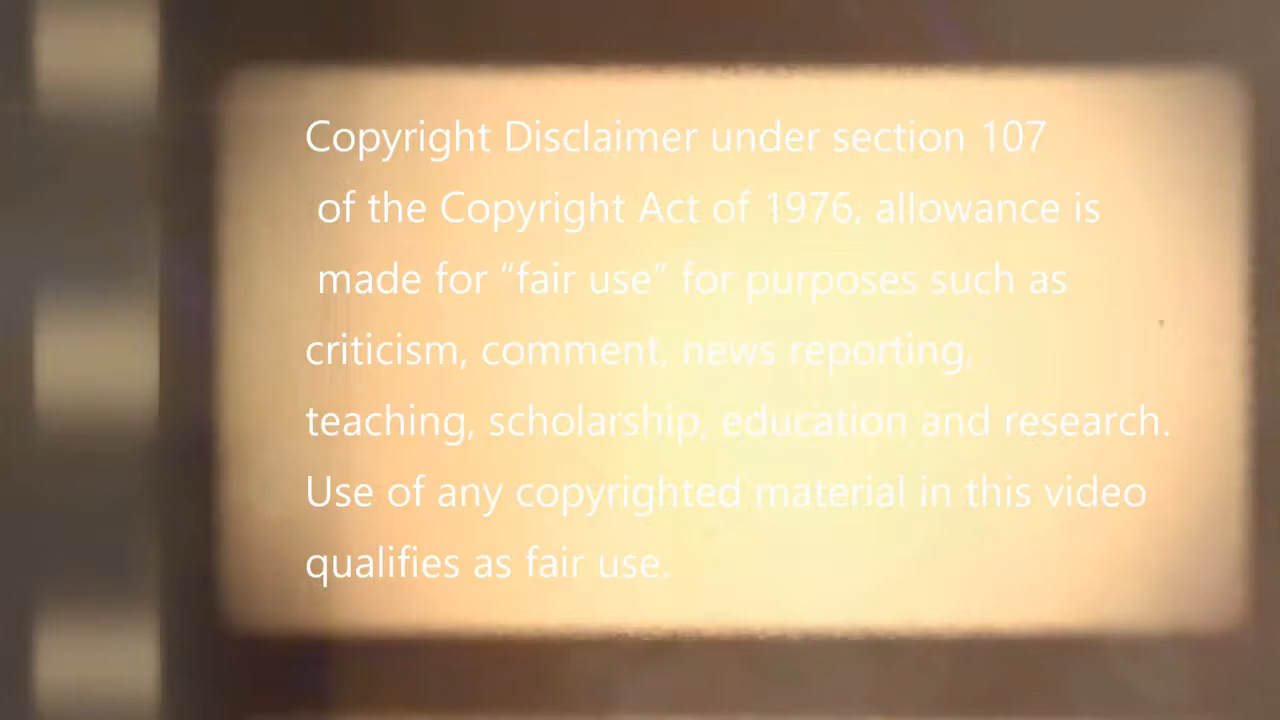 Copyright Disclaimer under section 107
of the Copyright Act of 1976, allowance is
made for “fair use” for purposes such as
criticism, comment, news reporting,
teaching, scholarship, education and research.
Use of any copyrighted material in this video
qualifies as fair use.